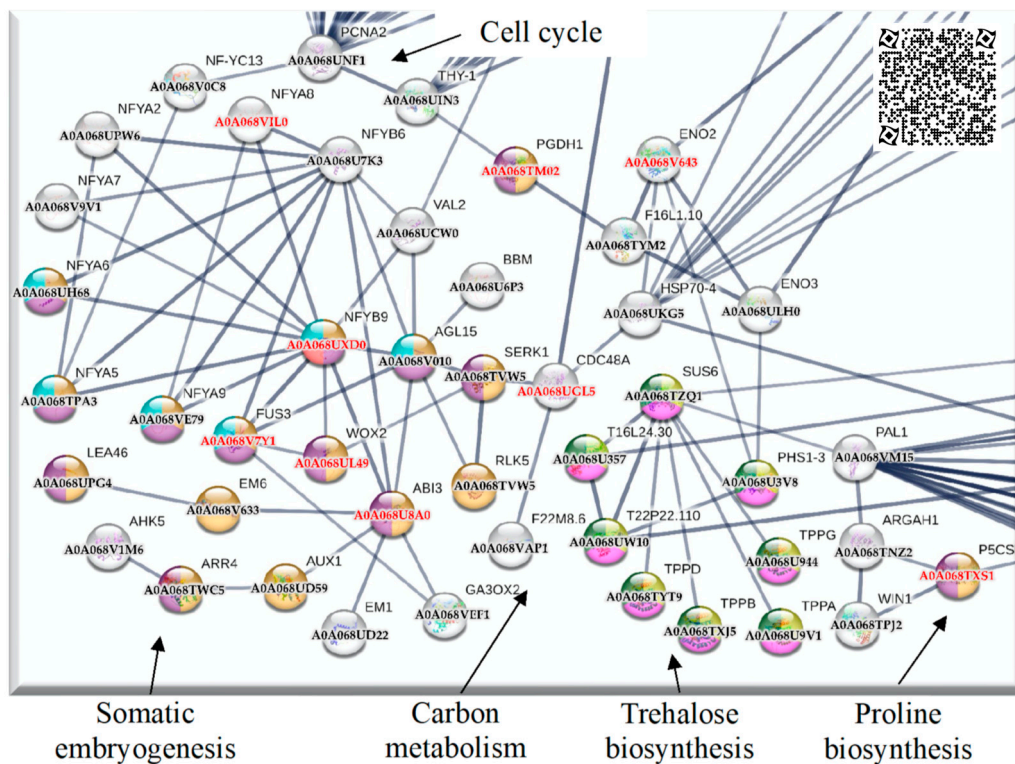 PCNA2
A0A068UNF1
Cell cycle
NF-YC13
A0A068V0C8
THY-1
A0A068UIN3
NFYA8
A0A068VIL0
NFYA2
A0A068UPW6
NFYB6
A0A068U7K3
PGDH1
A0A068TM02
ENO2
A0A068V643
NFYA7
A0A068V9V1
VAL2
A0A068UCW0
F16L1.10
A0A068TYM2
BBM
A0A068U6P3
NFYA6
A0A068UH68
HSP70-4
A0A068UKG5
ENO3
A0A068ULH0
NFYB9
A0A068UXD0
AGL15
A0A068V010
SERK1
A0A068TVW5
CDC48A
A0A068UGL5
SUS6
A0A068TZQ1
NFYA5
A0A068TPA3
NFYA9
A0A068VE79
FUS3
A0A068V7Y1
WOX2
A0A068UL49
T16L24.30
A0A068U357
PAL1
A0A068VM15
LEA46
A0A068UPG4
RLK5
A0A068TVW5
PHS1-3
A0A068U3V8
EM6
A0A068V633
ABI3
A0A068U8A0
F22M8.6
A0A068VAP1
T22P22.110
A0A068UW10
AHK5
A0A068V1M6
ARGAH1
A0A068TNZ2
TPPG
A0A068U944
P5CS
A0A068TXS1
ARR4
A0A068TWC5
AUX1
A0A068UD59
TPPD
A0A068TYT9
GA3OX2
A0A068VEF1
EM1
A0A068UD22
TPPB
A0A068TXJ5
TPPA
A0A068U9V1
WIN1
A0A068TPJ2
Somatic
embryogenesis
Carbon
metabolism
Trehalose
biosynthesis
Proline
biosynthesis